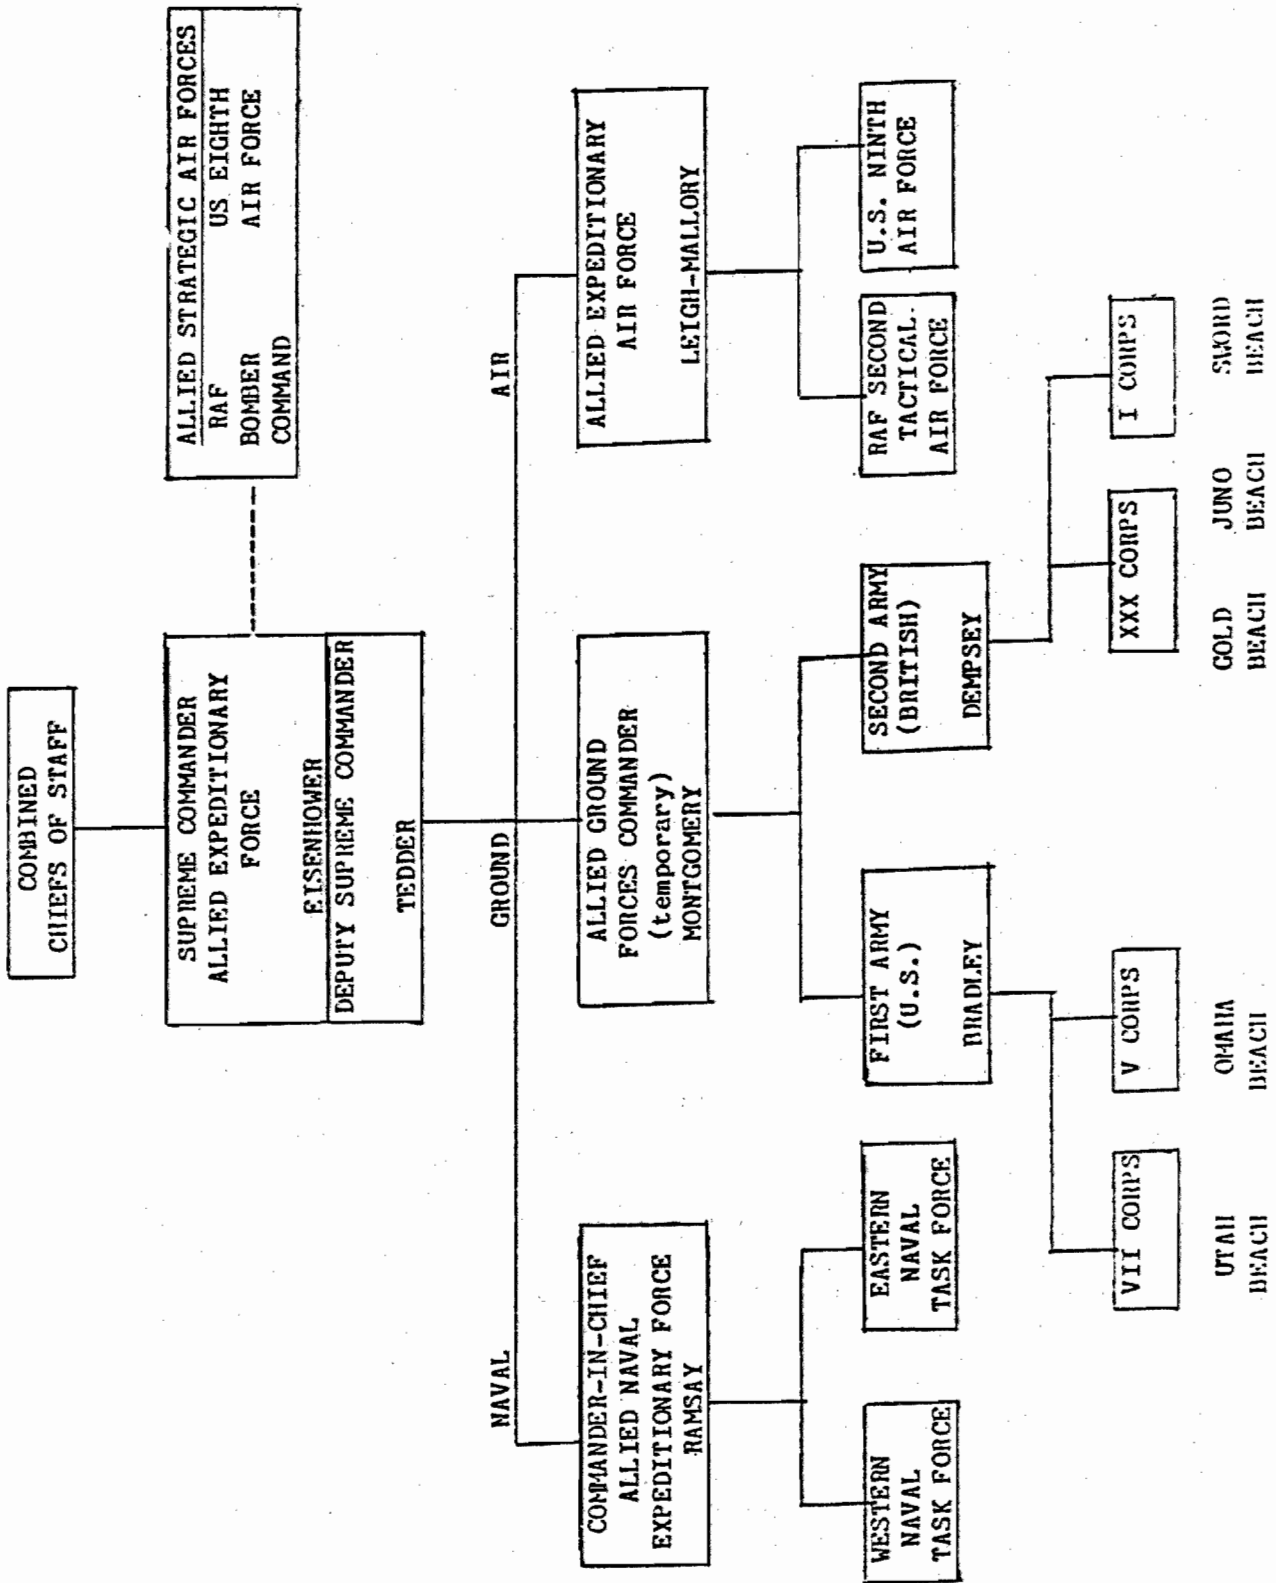 COMBINED
CHIEFS OF STAFF
SUPREME COMMANDER
ALLIED EXPEDITIONARY
FORCE
EISENHOWER
DEPUTY SUPREME COMMANDER
TEDDER
ALLIED STRATEGIC AIR FORCES
RAF
BOMBER
COMMAND
US EIGHTH
AIR FORCE
NAVAL
GROUND
AIR
COMMANDER-IN-CHIEF
ALLIED NAVAL
EXPEDITIONARY FORCE
RAMSAY
ALLIED GROUND
FORCES COMMANDER
(temporary)
MONTGOMERY
ALLIED EXPEDITIONARY
AIR FORCE
LEIGH-MALLORY
WESTERN
NAVAL
TASK FORCE
EASTERN
NAVAL
TASK FORCE
FIRST ARMY
(U.S.)
BRADLEY
SECOND ARMY
(BRITISH)
DEMPSEY
RAF SECOND
TACTICAL
AIR FORCE
U.S. NINTH
AIR FORCE
VII CORPS
V CORPS
XXX CORPS
I CORPS
UTAH
BEACH
OMAHA
BEACH
GOLD
BEACH
JUNO
BEACH
SWORD
BEACH